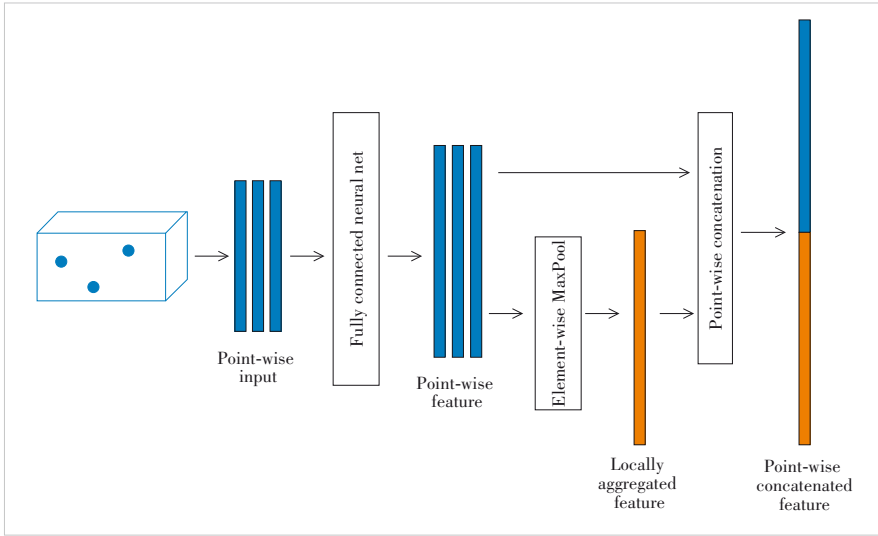 Point-wise
input
Fully connected neural net
Point-wise
feature
Element-wise MaxPool
Locally
aggregated
feature
Point-wise concatenation
Point-wise
concatenated
feature